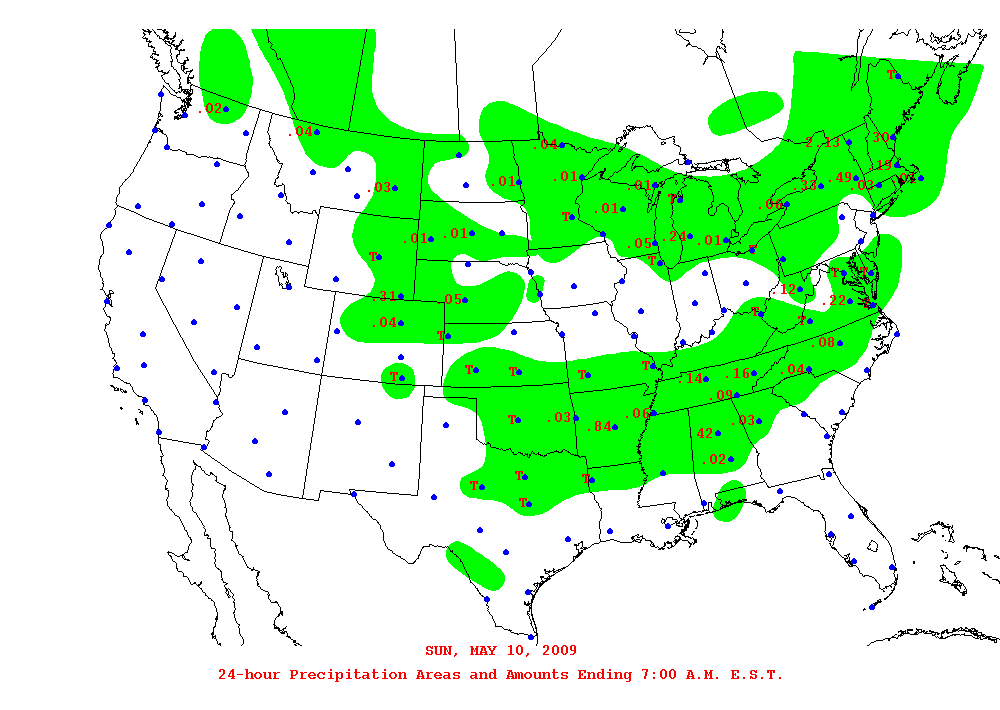 T
.02
.04
.04
2.13
.30
.19
.01
.01
.01
.49
.03
.01
.33
.03
T
.06
T
.01
.01
.01
.05
.24
.01
T
T
T
T
T
.12
.31
.05
.22
.04
T
T
T
.08
T
T
T
T
T
.14
.16
.04
.09
.03
.84
.06
T
.03
.42
.02
T
T
T
T
SUN, MAY 10, 2009
24-hour Precipitation Areas and Amounts Ending 7:00 A.M. E.S.T.